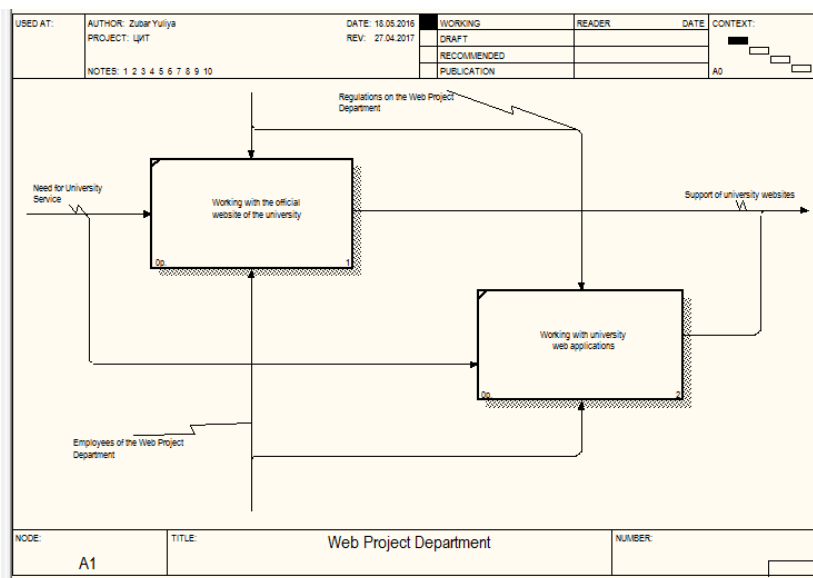 USED AT:
AUTHOR: Zubar Yuliya
DATE: 18.05.2016
WORKING
READER
DATE
CONTEXT:
PROJECT: ЦИТ
REV: 27.04.2017
DRAFT
RECOMMENDED
NOTES: 1 2 3 4 5 6 7 8 9 10
PUBLICATION
A0
Regulations on the Web Project
Department
Need for University
Service
Working with the official
website of the university
0р.
1
Support of university websites
Working with university
web applications
0р.
2
Employees of the Web Project
Department
NODE:
A1
TITLE:
Web Project Department
NUMBER: